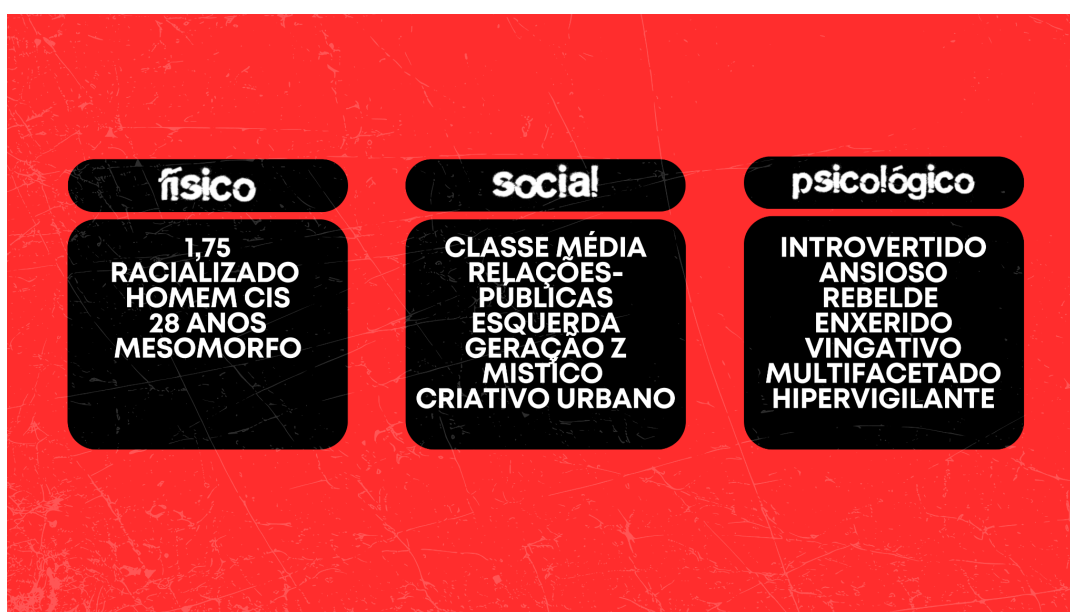 físico
1,75
RACIALIZADO
HOMEM CIS
28 ANOS
MESOMORFO
social
CLASSE MÉDIA
RELAÇÕES-
PÚBLICAS
ESQUERDA
GERAÇÃO Z
MISTICO
CRIATIVO URBANO
psicológico
INTROVERTIDO
ANSIOSO
REBELDE
ENXERIDO
VINGATIVO
MULTIFACETADO
HIPERVIGILANTE